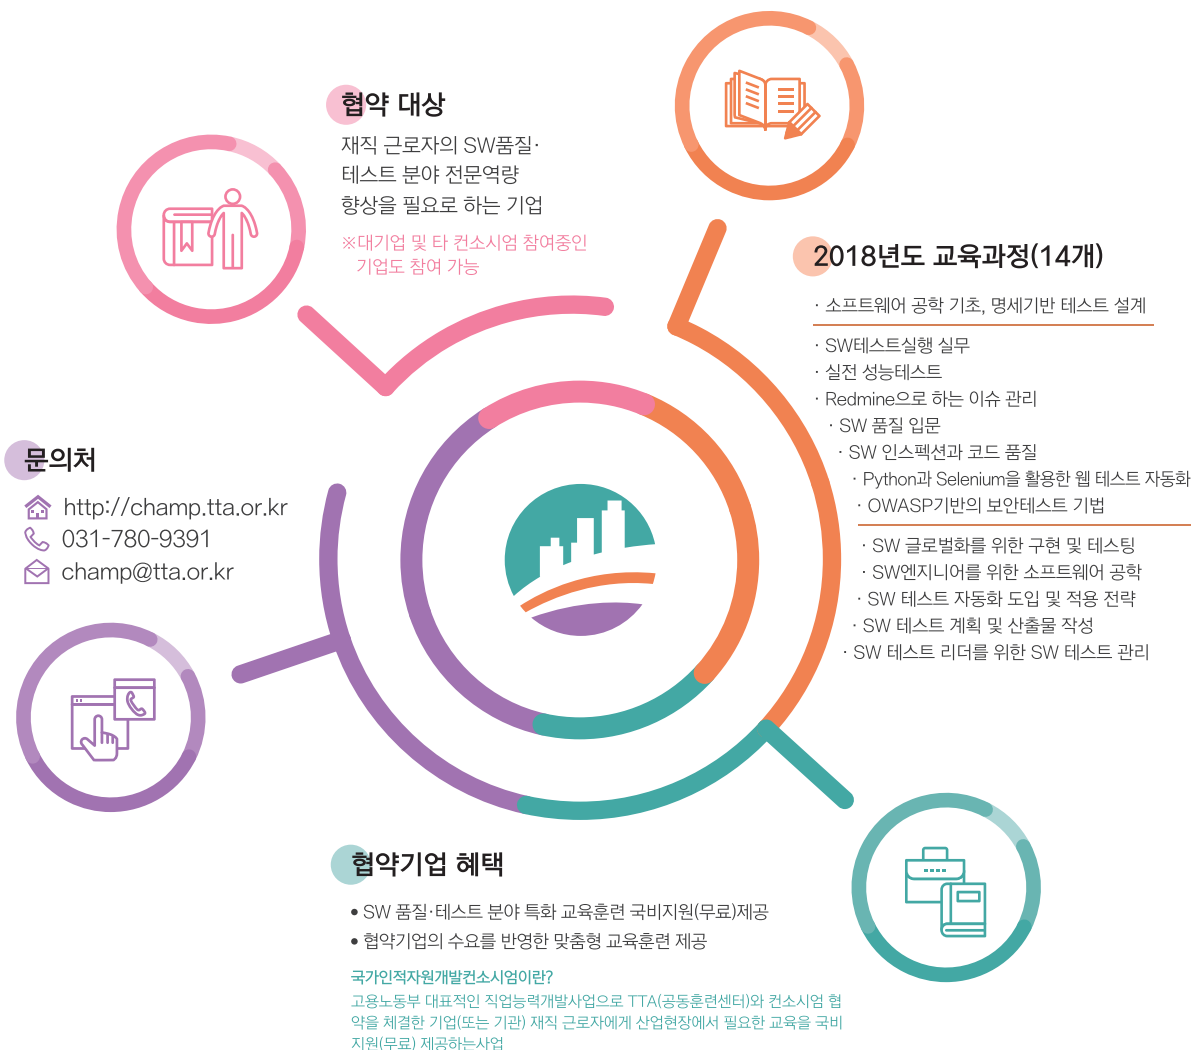 협약 대상
재직 근로자의 SW품질·
테스트 분야 전문역량
향상을 필요로 하는 기업
※대기업 및 타 컨소시엄 참여중인
기업도 참여 가능
2018년도 교육과정(14개)
· 소프트웨어 공학 기초, 명세기반 테스트 설계
· SW테스트실행 실무
· 실전 성능테스트
· Redmine으로 하는 이슈 관리
· SW 품질 입문
· SW 인스펙션과 코드 품질
· Python과 Selenium을 활용한 웹 테스트 자동화
· OWASP기반의 보안테스트 기법
· SW 글로벌화를 위한 구현 및 테스팅
· SW엔지니어를 위한 소프트웨어 공학
· SW 테스트 자동화 도입 및 적용 전략
· SW 테스트 계획 및 산출물 작성
· SW 테스트 리더를 위한 SW 테스트 관리
문의처
http://champ.tta.or.kr
031-780-9391
champ@tta.or.kr
협약기업 혜택
• SW 품질·테스트 분야 특화 교육훈련 국비지원(무료)제공
• 협약기업의 수요를 반영한 맞춤형 교육훈련 제공
국가인적자원개발컨소시엄이란?
고용노동부 대표적인 직업능력개발사업으로 TTA(공동훈련센터)와 컨소시엄 협
약을 체결한 기업(또는 기관) 재직 근로자에게 산업현장에서 필요한 교육을 국비
지원(무료) 제공하는사업